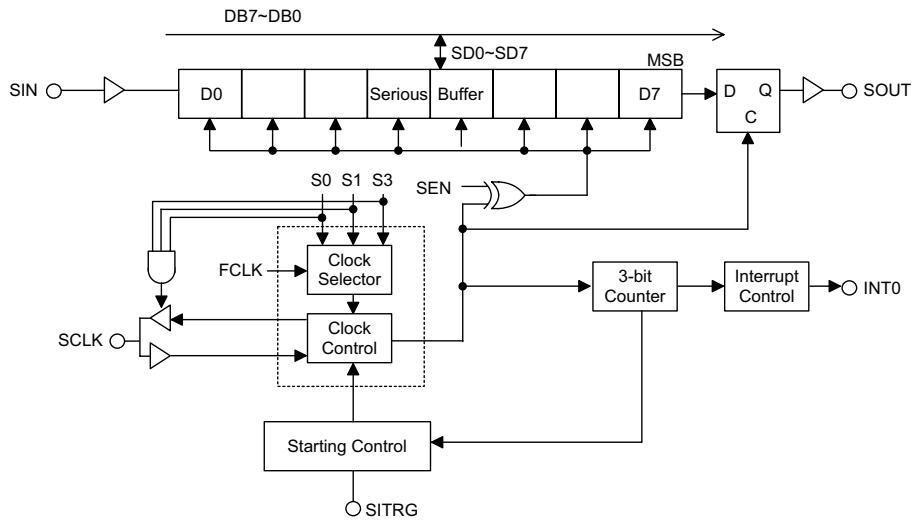 DB7~DB0
SD0~SD7
MSB
SIN
D0
Serious
Buffer
D7
D
Q
C
SOUT
S0
S1
S3
SEN
FCLK
Clock
Selector
3-bit
Counter
Interrupt
Control
INT0
SCLK
Clock
Control
Starting Control
SITRG